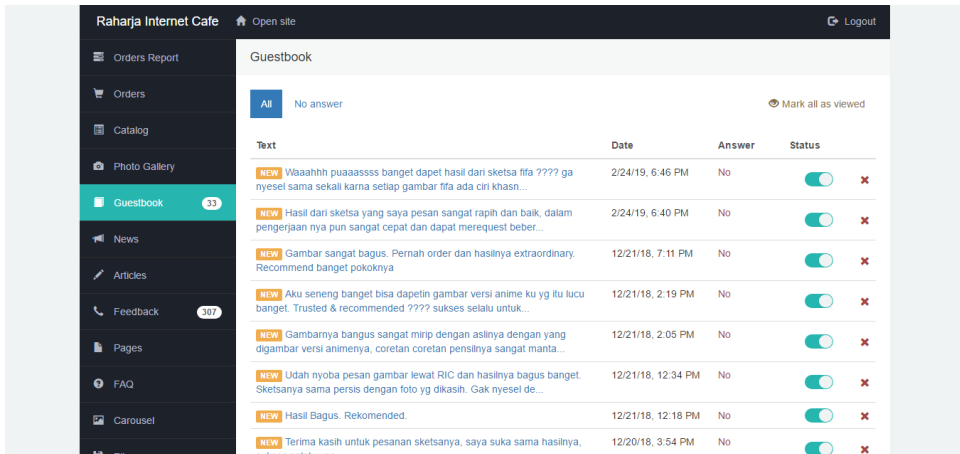 Raharja Internet Cafe Open site Logout
Orders Report
Orders
Catalog
Photo Gallery
Guestbook 33
News
Articles
Feedback 307
Pages
FAQ
Carousel
Guestbook
All No answer Mark all as viewed
Text Date Answer Status
NEW Waaahhh puaaassss banget dapet hasil dari sketsa fifa ???? ga 2/24/19, 6:46 PM No
nyesel sama sekali karna setiap gambar fifa ada ciri khasn...
NEW Hasil dari sketsa yang saya pesan sangat rapih dan baik, dalam 2/24/19, 6:40 PM No
pengerjaan nya pun sangat cepat dan dapat merequest beber...
NEW Gambar sangat bagus. Pernah order dan hasilnya extraordinary. 12/21/18, 7:11 PM No
Recommend banget pokoknya
NEW Aku seneng banget bisa dapetin gambar versi anime ku yg itu lucu 12/21/18, 2:19 PM No
banget. Trusted & recommended ???? sukses selalu untuk...
NEW Gambarnya bangus sangat mirip dengan aslinya dengan yang 12/21/18, 2:05 PM No
digambar versi animenya, coretan coretan pensilnya sangat manta...
NEW Udah nyoba pesan gambar lewat RIC dan hasilnya bagus banget. 12/21/18, 12:34 PM No
Sketsanya sama persis dengan foto yg dikasih. Gak nyesel de...
NEW Hasil Bagus. Rekomended. 12/21/18, 12:18 PM No
NEW Terima kasih untuk pesanan sketsanya, saya suka sama hasilnya, 12/20/18, 3:54 PM No